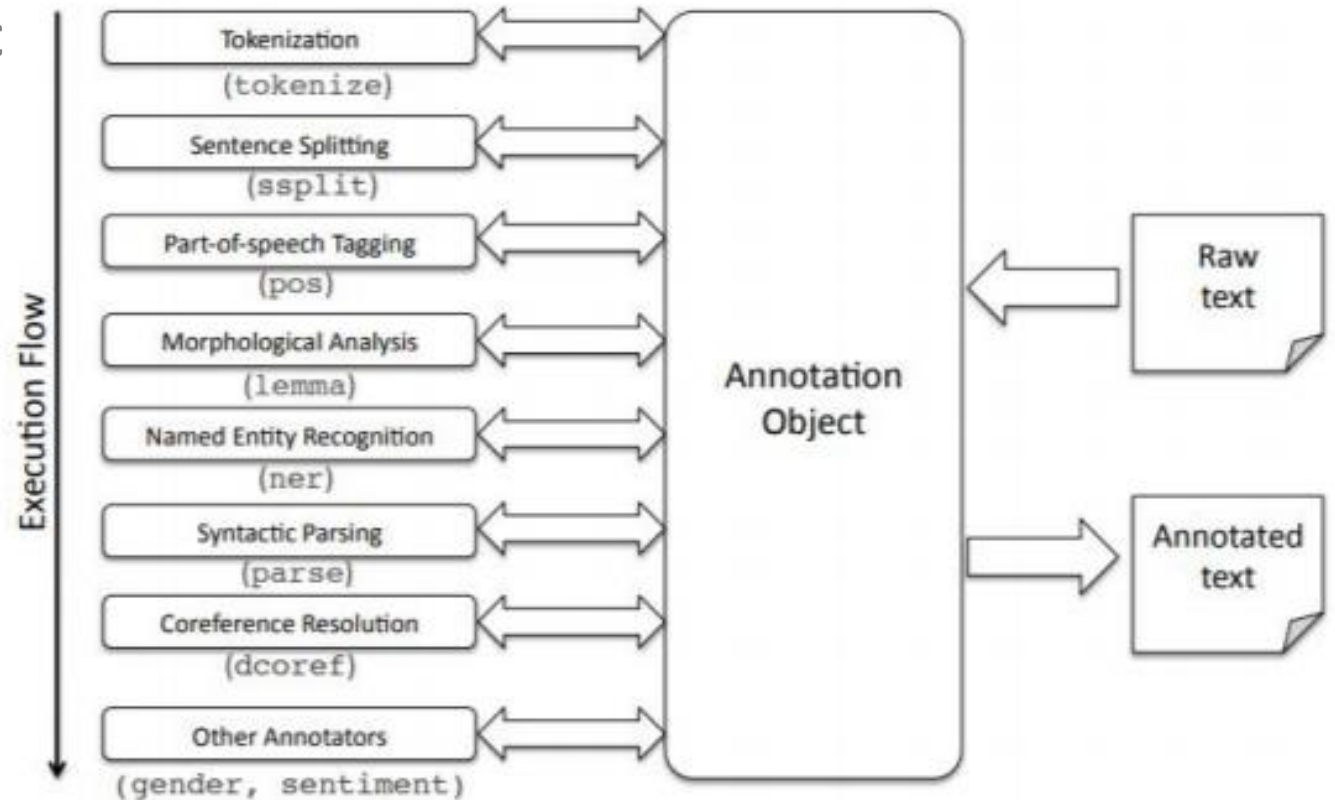 Execution Flow
Tokenization
(tokenize)
Sentence Splitting
(ssplit)
Part-of-speech Tagging
(pos)
Morphological Analysis
(lemma)
Named Entity Recognition
(ner)
Syntactic Parsing
(parse)
Coreference Resolution
(dcoref)
Other Annotators
(gender, sentiment)
Annotation
Object
Raw
text
Annotated
text